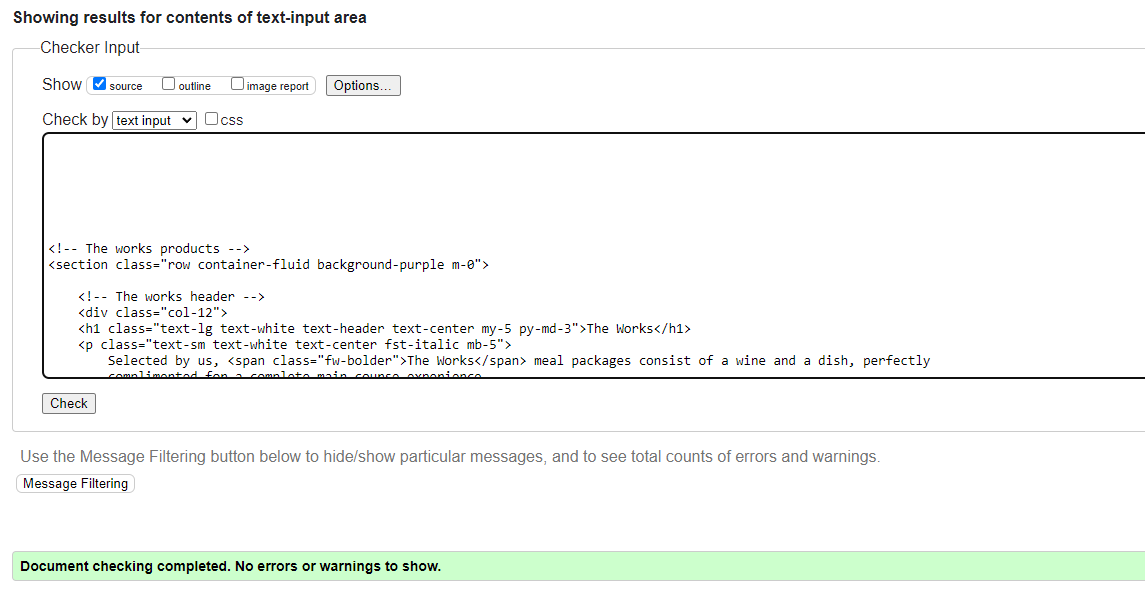 Showing results for contents of text-input area
Checker Input
Show source outline image report Options...
Check by text input css
<!-- The works products -->
<section class="row container-fluid background-purple m-0">
<!-- The works header -->
<div class="col-12">
<h1 class="text-lg text-white text-header text-center my-5 py-md-3">The Works</h1>
<p class="text-sm text-white text-center fst-italic mb-5">
Selected by us, <span class="fw-bolder">The Works</span> meal packages consist of a wine and a dish, perfectly
complimented for a complete main course experience
Check
Use the Message Filtering button below to hide/show particular messages, and to see total counts of errors and warnings.
Message Filtering
Document checking completed. No errors or warnings to show.